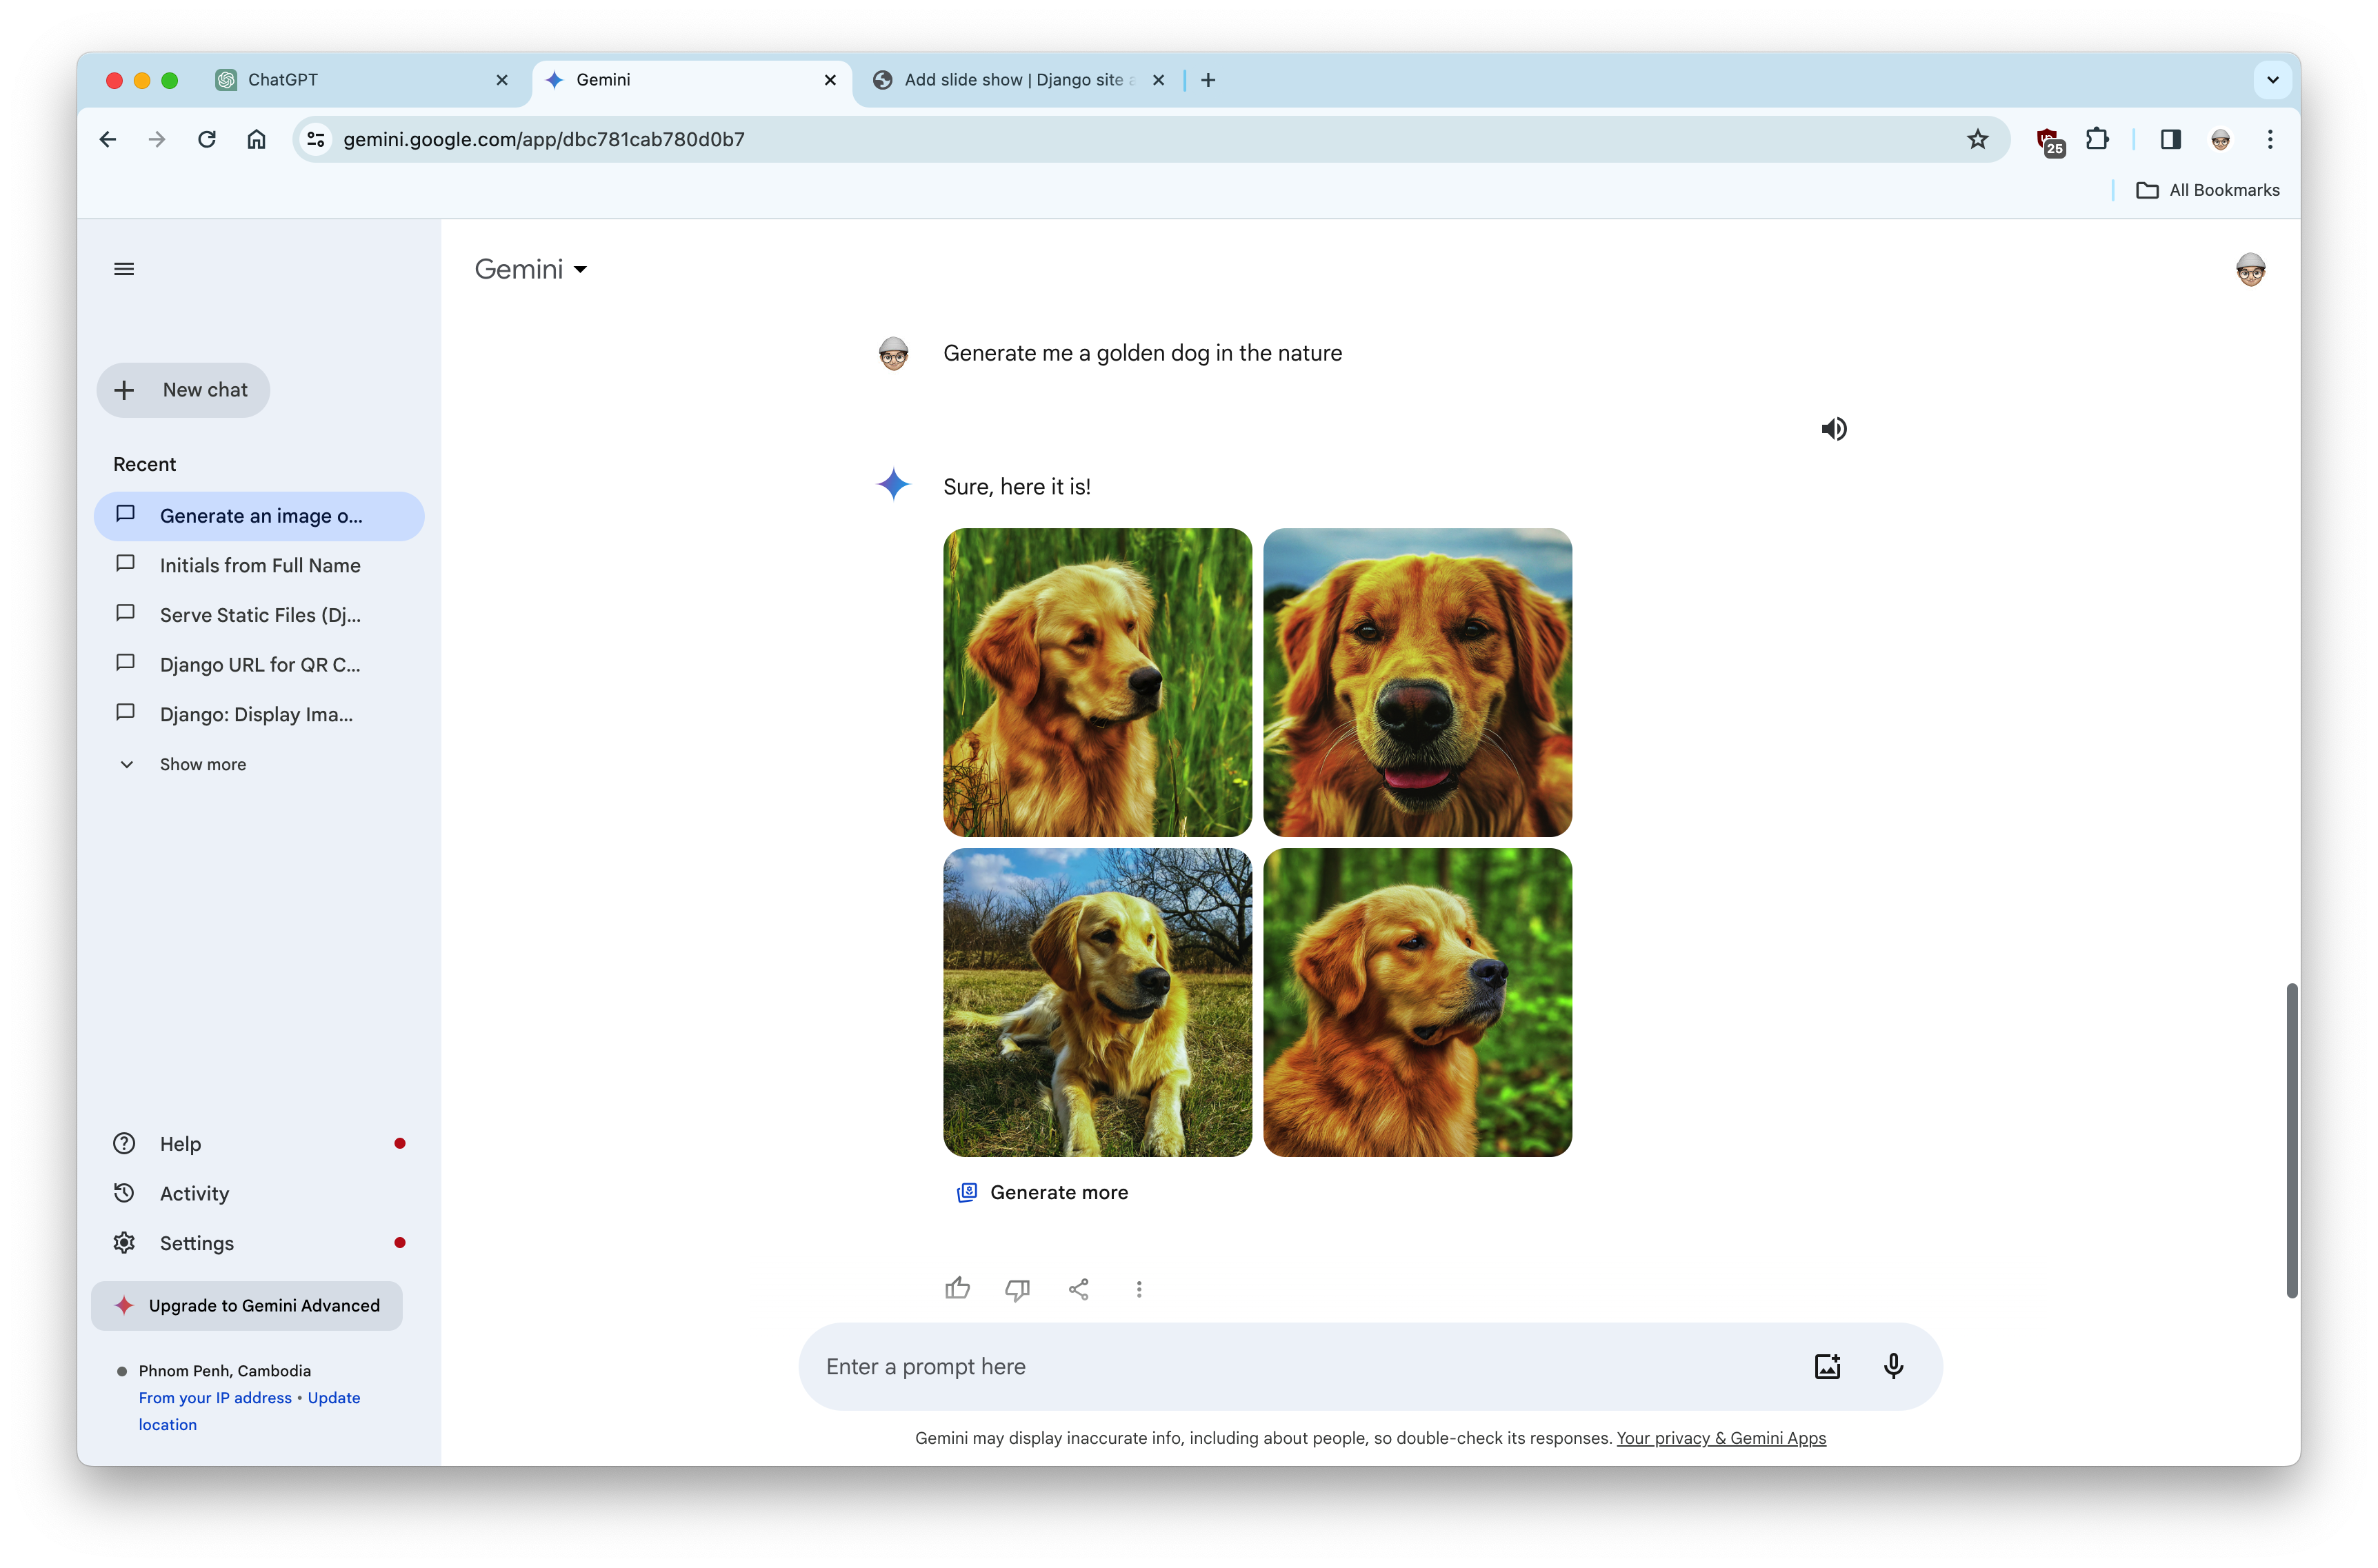 ChatGPT
Gemini
Add slide show | Django site
gemini.google.com/app/dbc781cab780d0b7
25
All Bookmarks
Gemini
New chat
Recent
Generate an image o...
Initials from Full Name
Serve Static Files (Dj...
Django URL for QR C...
Django: Display Ima...
Show more
Generate me a golden dog in the nature
Sure, here it is!
Generate more
Help
Activity
Settings
Upgrade to Gemini Advanced
Phnom Penh, Cambodia
From your IP address • Update
location
Enter a prompt here
Gemini may display inaccurate info, including about people, so double-check its responses. Your privacy & Gemini Apps